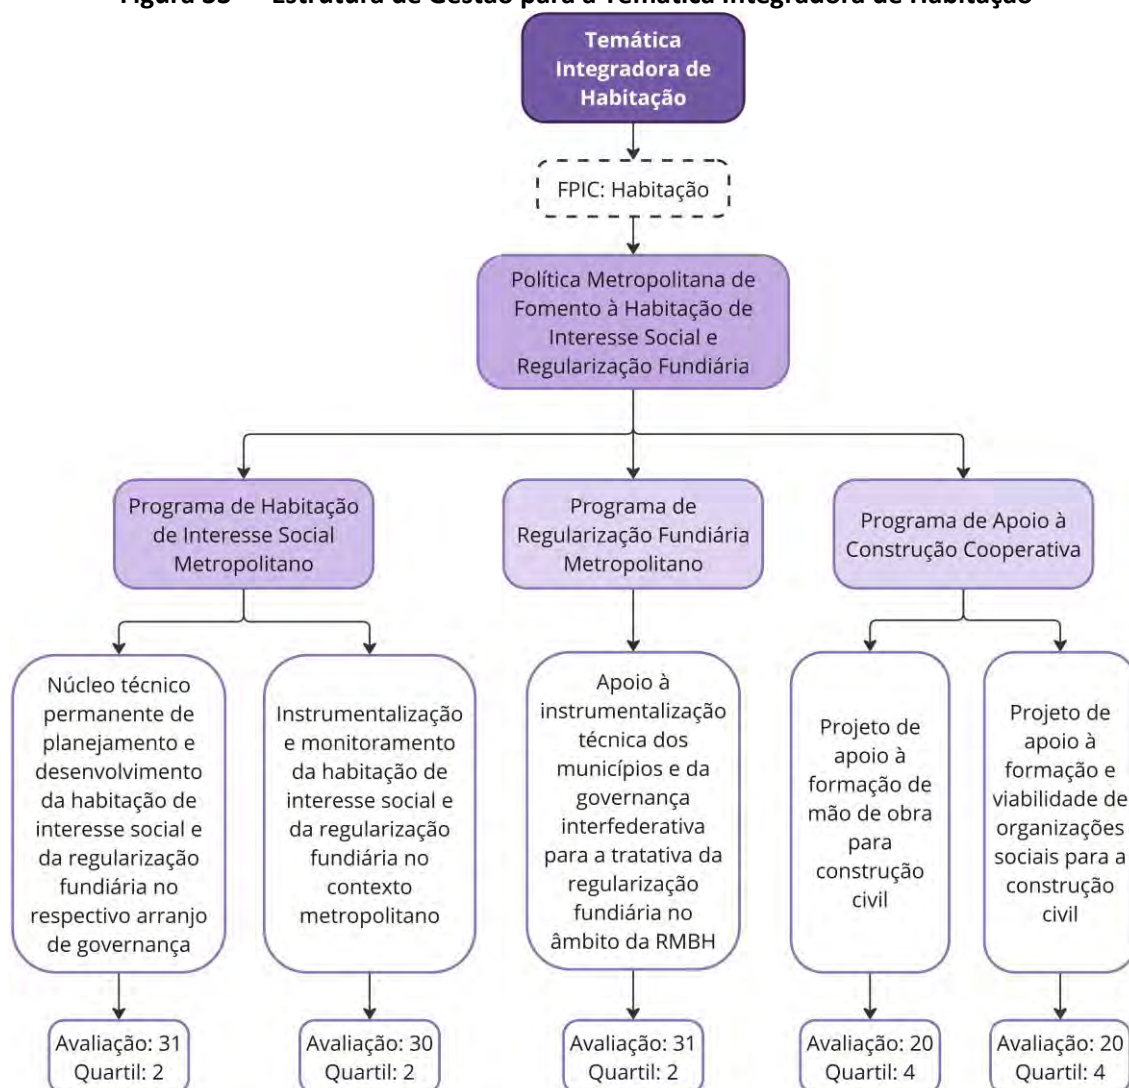 Figura 33 — Estrutura de Gestão para a Temática Integradora de Habitação
Temática
Integradora de
Habitação
FPIC: Habitação
Política Metropolitana de
Fomento à Habitação de
Interesse Social e
Regularização Fundiária
Programa de Habitação
de Interesse Social
Metropolitano
Programa de
Regularização Fundiária
Metropolitano
Programa de Apoio à
Construção Cooperativa
Núcleo técnico
permanente de
planejamento e
desenvolvimento
da habitação de
interesse social e
da regularização
fundiária no
respectivo arranjo
de governança
Instrumentalização
e monitoramento
da habitação de
interesse social e
da regularização
fundiária no
contexto
metropolitano
Apoio à
instrumentalização
técnica dos
municípios e da
governança
interfederativa
para a tratativa da
regularização
fundiária no
âmbito da RMBH
Projeto de
apoio à
formação de
mão de obra
para
construção
civil
Projeto de
apoio à
formação e
viabilidade de
organizações
sociais para a
construção
civil
Avaliação: 31
Quartil: 2
Avaliação: 30
Quartil: 2
Avaliação: 31
Quartil: 2
Avaliação: 20
Quartil: 4
Avaliação: 20
Quartil: 4